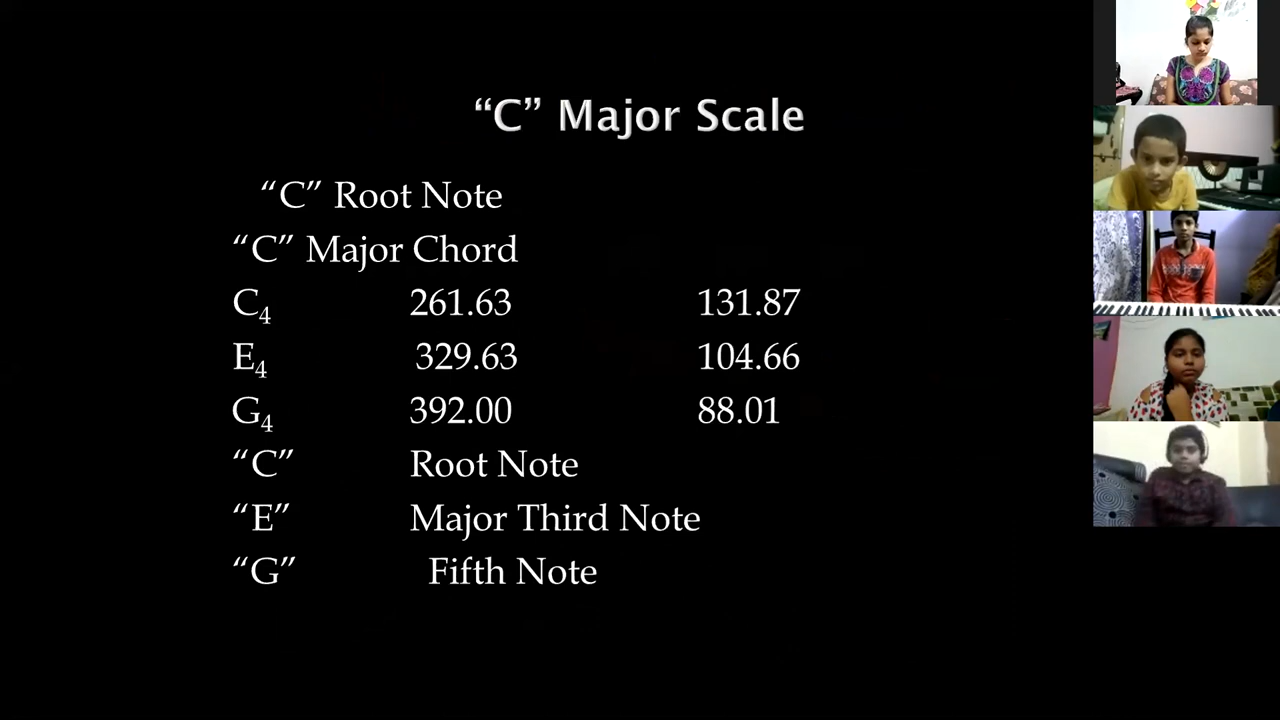 “C” Major Scale
“C” Root Note
“C” Major Chord
C₄ 261.63 131.87
E₄ 329.63 104.66
G₄ 392.00 88.01
“C” Root Note
“E” Major Third Note
“G” Fifth Note